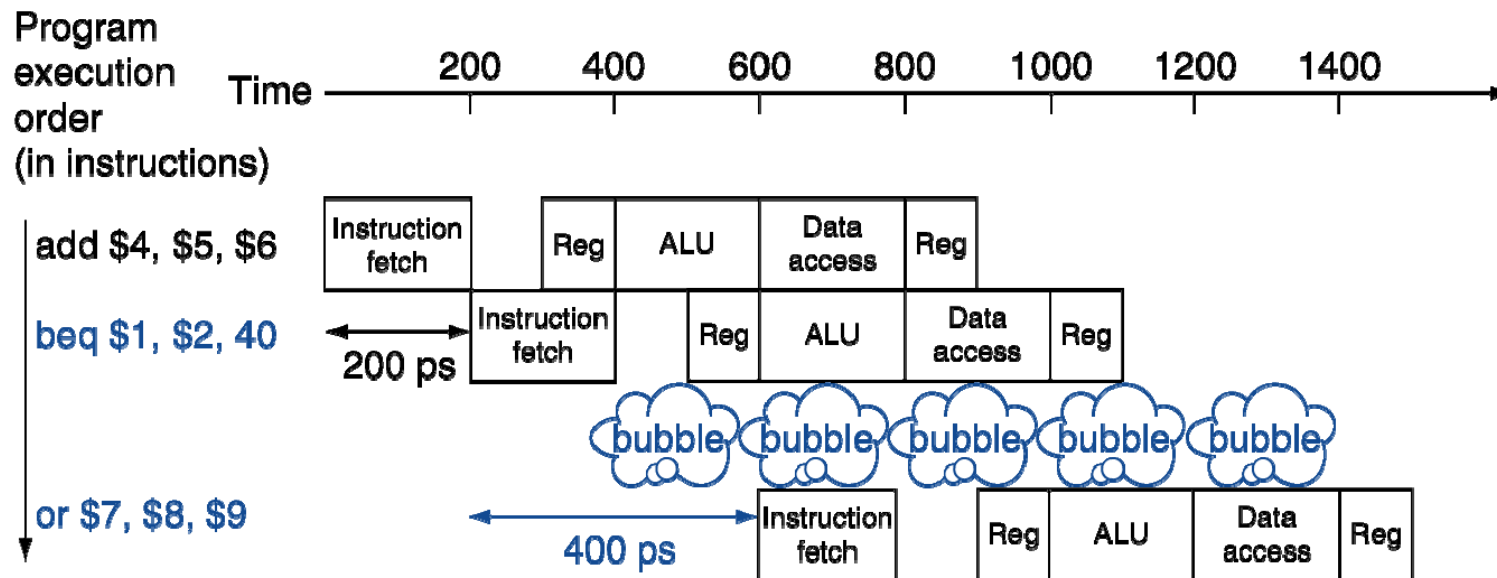 Program
execution
order
(in instructions)
Time
200 400 600 800 1000 1200 1400
add $4, $5, $6
Instruction
fetch
Reg
ALU
Data
access
Reg
beq $1, $2, 40
200 ps
Instruction
fetch
Reg
ALU
Data
access
Reg
bubble bubble bubble bubble bubble
or $7, $8, $9
400 ps
Instruction
fetch
Reg
ALU
Data
access
Reg